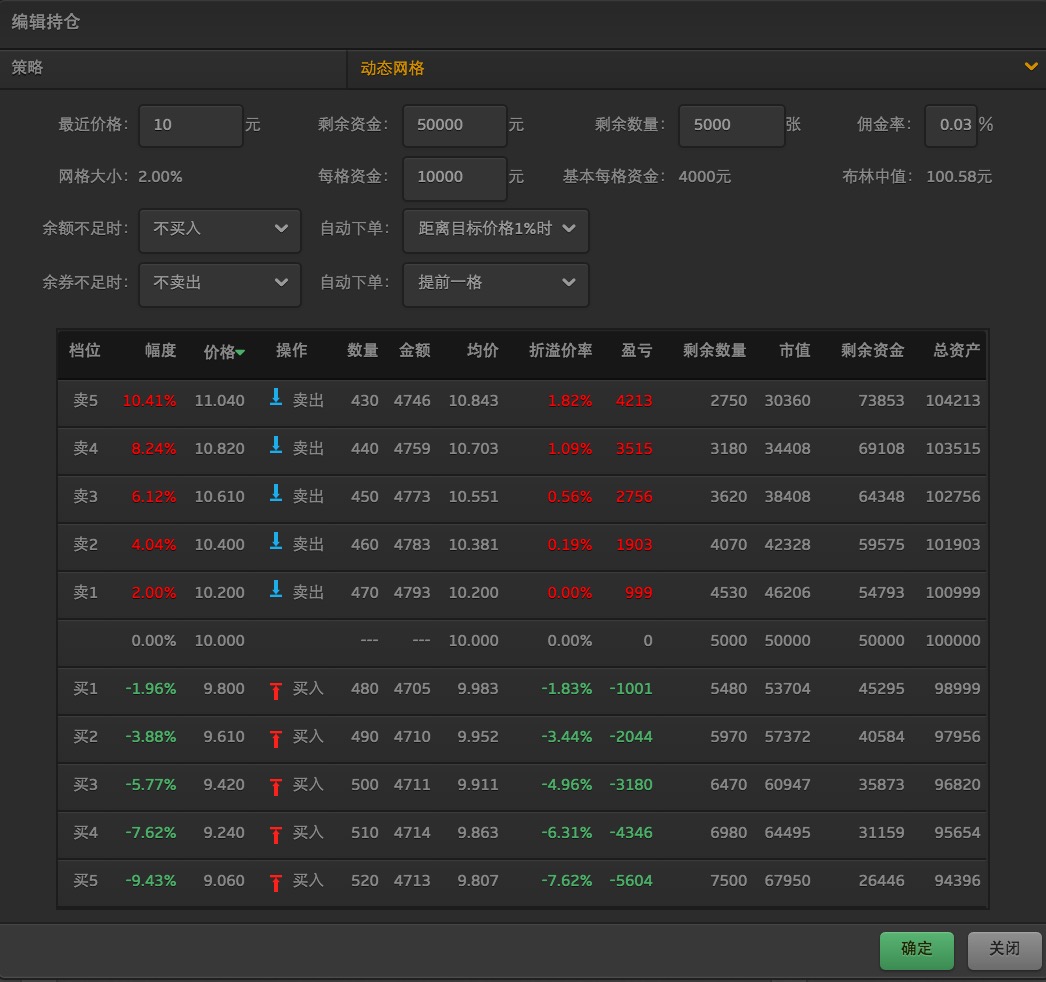 编辑持仓
策略 动态网格
最近价格: 10 元 剩余资金: 50000 元 剩余数量: 5000 张 佣金率: 0.03 %
网格大小: 2.00% 每格资金: 10000 元 基本每格资金: 4000元 布林中值: 100.58元
余额不足时: 不买入 自动下单: 距离目标价格1%时
余券不足时: 不卖出 自动下单: 提前一格
档位 幅度 价格 操作 数量 金额 均价 折溢价率 盈亏 剩余数量 市值 剩余资金 总资产
卖5 10.41% 11.040 卖出 430 4746 10.843 1.82% 4213 2750 30360 73853 104213
卖4 8.24% 10.820 卖出 440 4759 10.703 1.09% 3515 3180 34408 69108 103515
卖3 6.12% 10.610 卖出 450 4773 10.551 0.56% 2756 3620 38408 64348 102756
卖2 4.04% 10.400 卖出 460 4783 10.381 0.19% 1903 4070 42328 59575 101903
卖1 2.00% 10.200 卖出 470 4793 10.200 0.00% 999 4530 46206 54793 100999
0.00% 10.000 --- --- 10.000 0.00% 0 5000 50000 50000 100000
买1 -1.96% 9.800 买入 480 4705 9.983 -1.83% -1001 5480 53704 45295 98999
买2 -3.88% 9.610 买入 490 4710 9.952 -3.44% -2044 5970 57372 40584 97956
买3 -5.77% 9.420 买入 500 4711 9.911 -4.96% -3180 6470 60947 35873 96820
买4 -7.62% 9.240 买入 510 4714 9.863 -6.31% -4346 6980 64495 31159 95654
买5 -9.43% 9.060 买入 520 4713 9.807 -7.62% -5604 7500 67950 26446 94396
确定 关闭